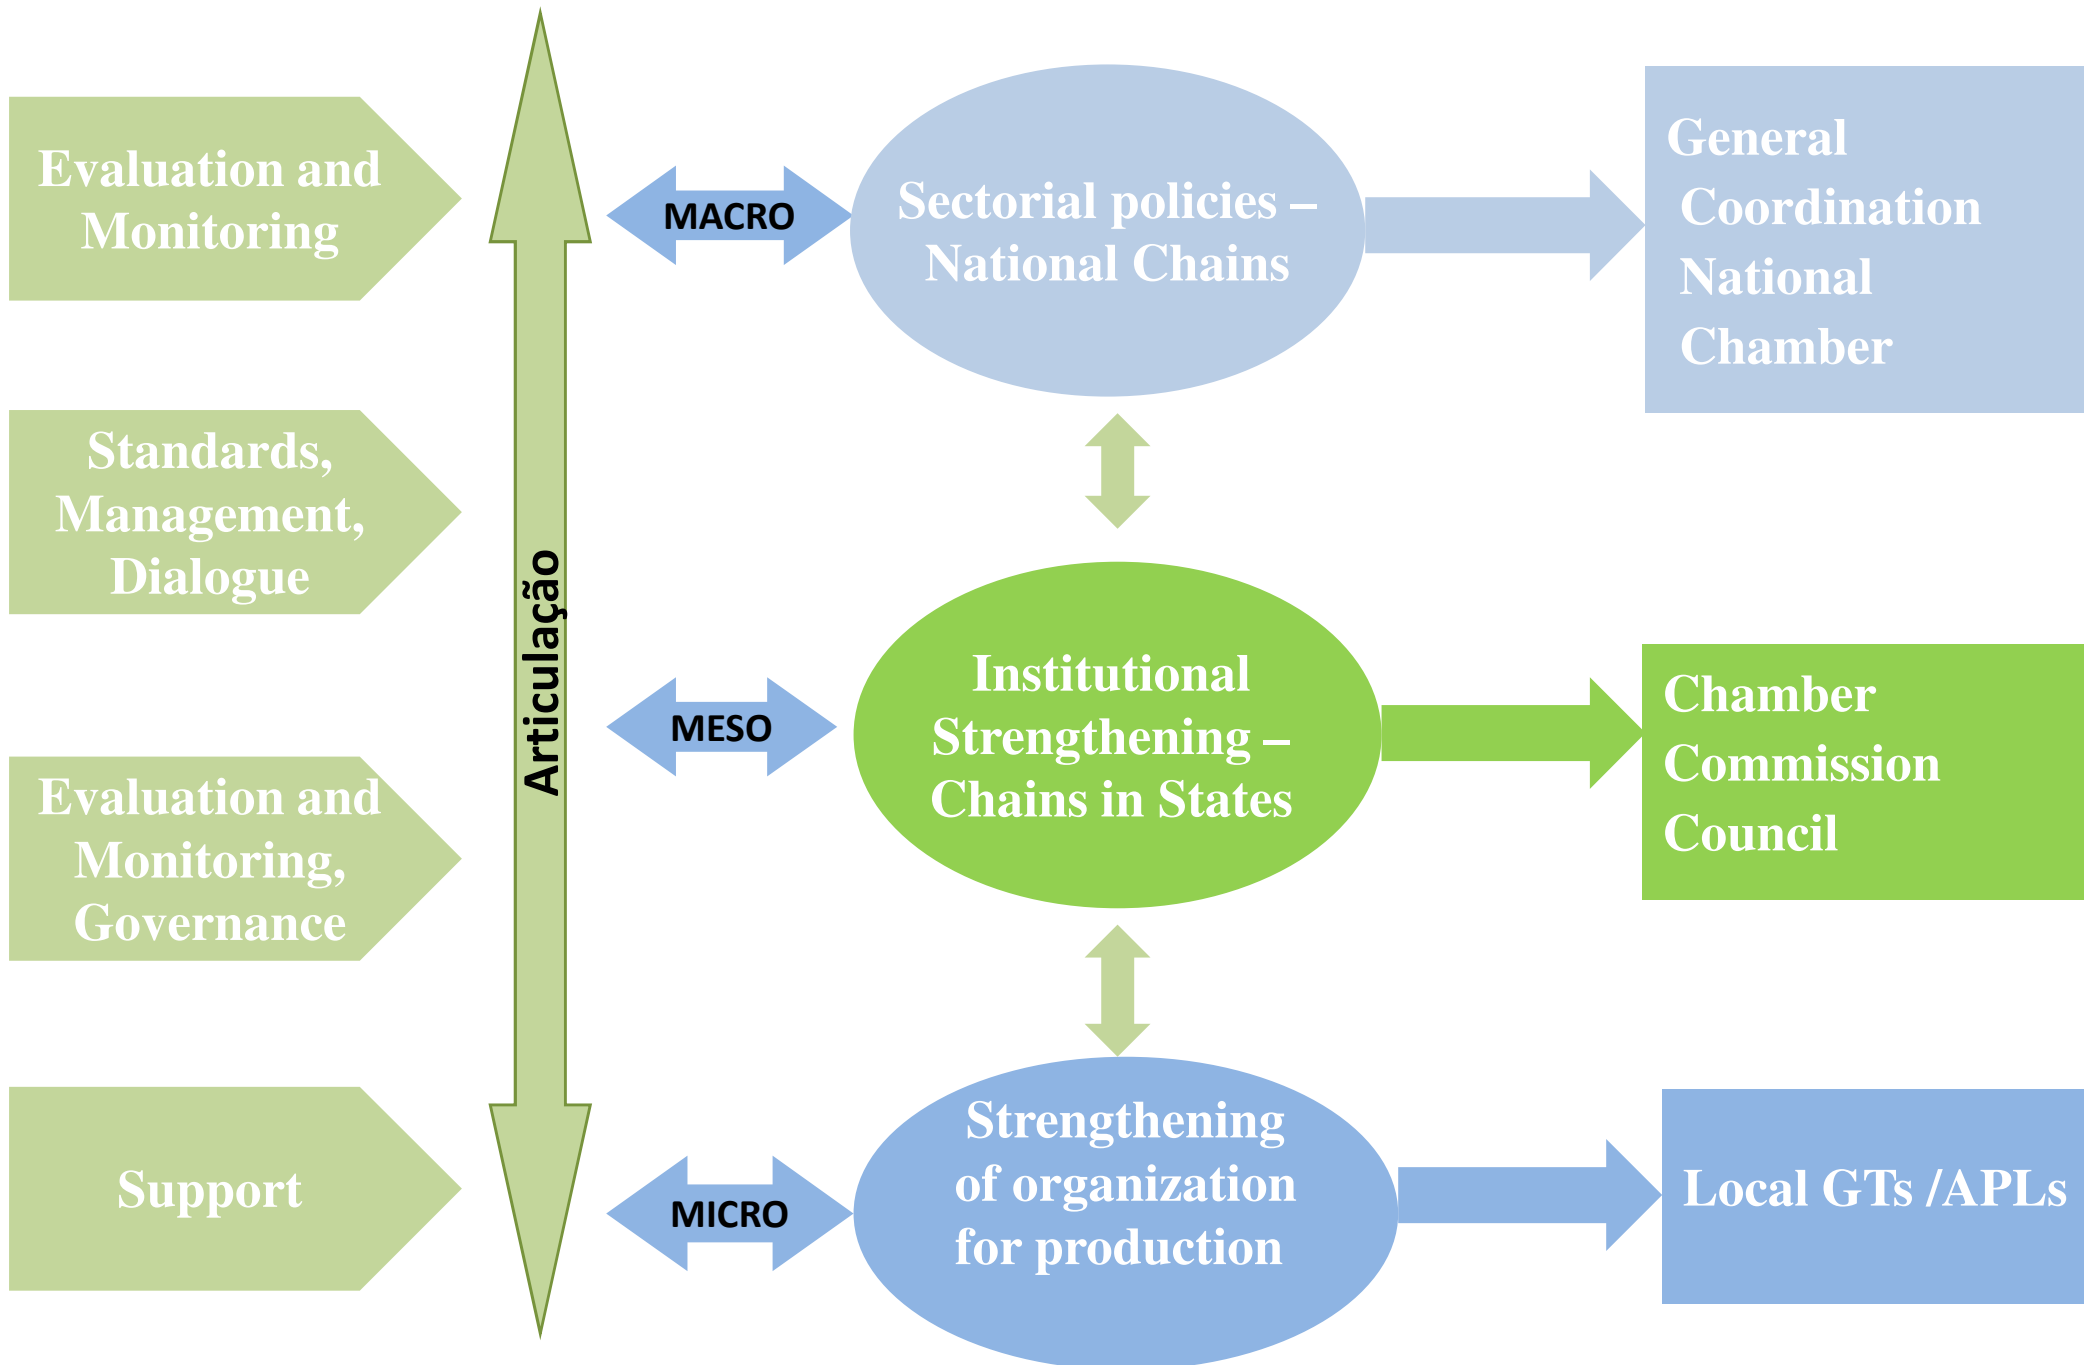 Evaluation and
Monitoring
Standards,
Management,
Dialogue
Evaluation and
Monitoring,
Governance
Support
Articulação
MACRO
Sectorial policies –
National Chains
General
Coordination
National
Chamber
MESO
Institutional
Strengthening –
Chains in States
Chamber
Commission
Council
MICRO
Strengthening
of organization
for production
Local GTs /APLs